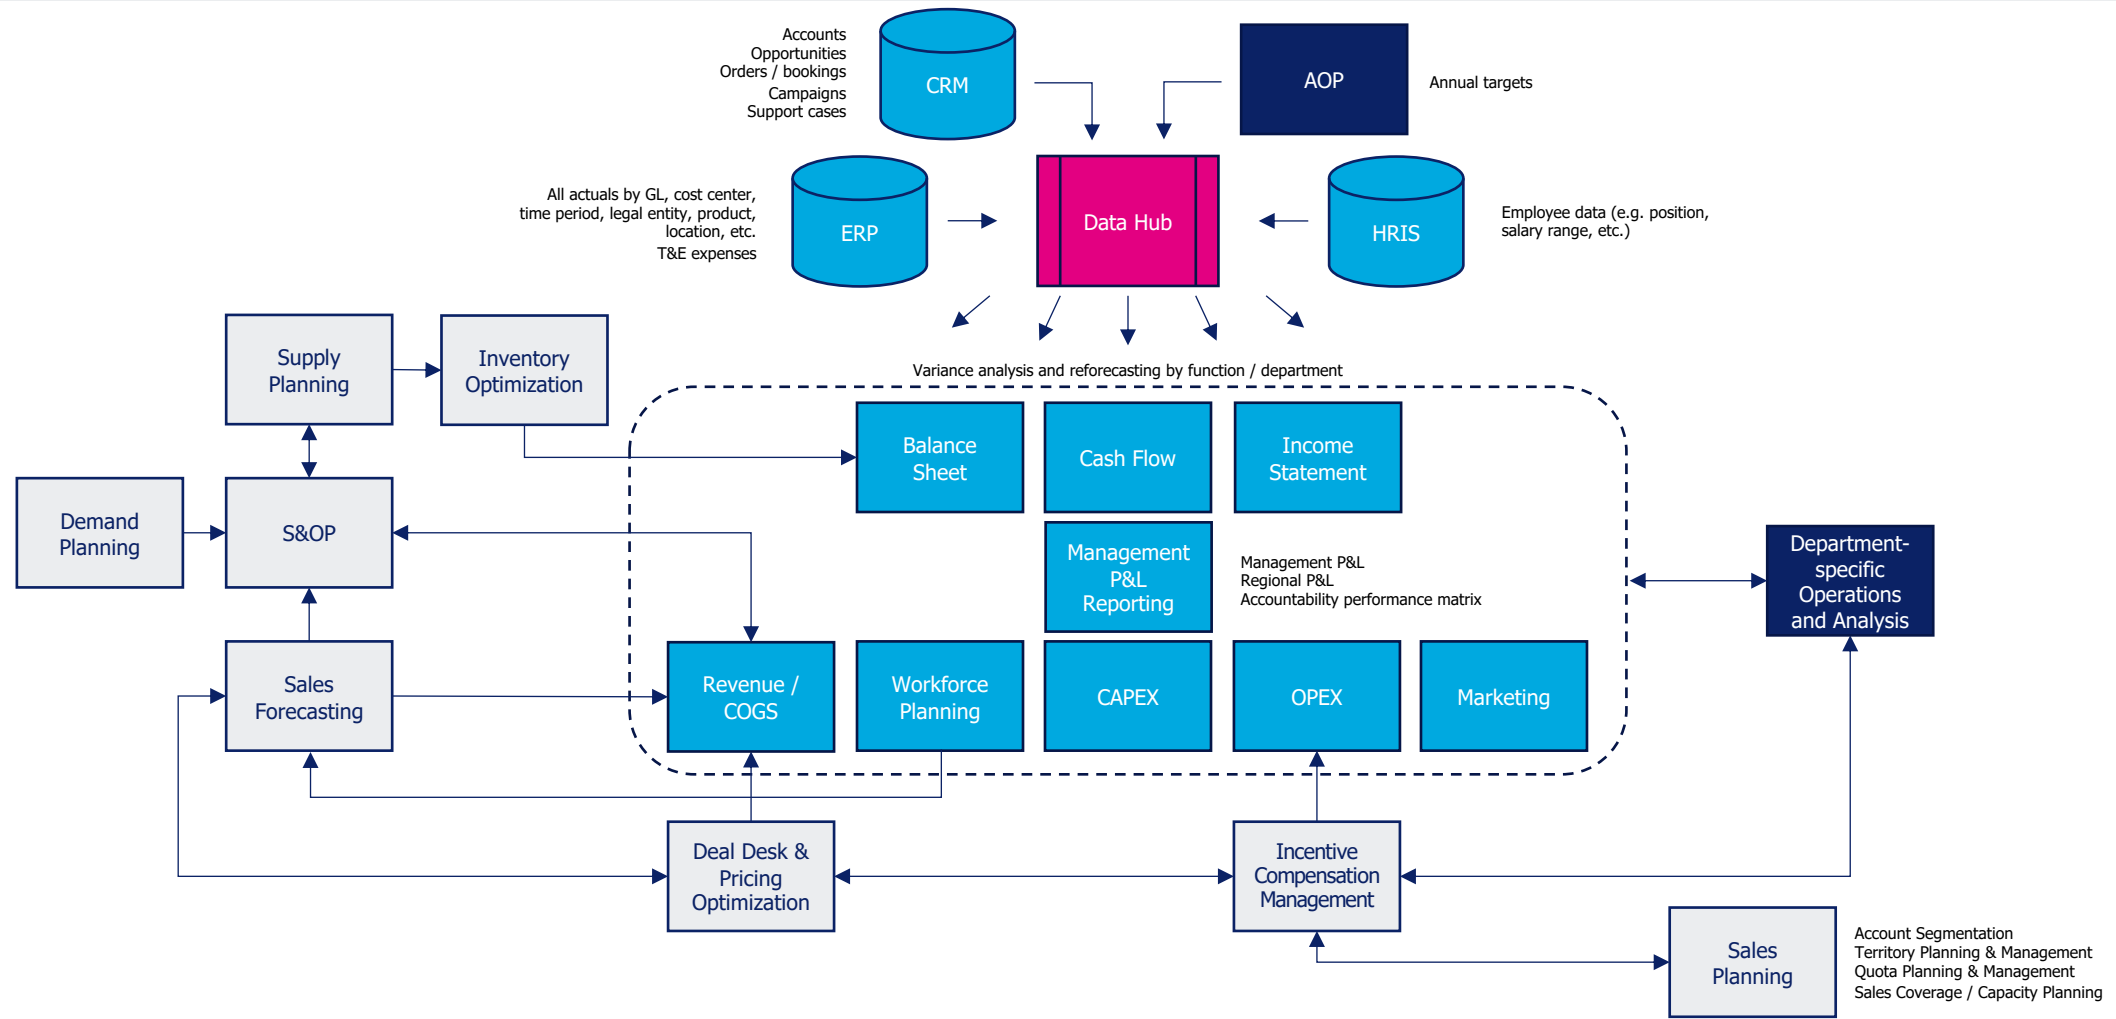 Accounts
Opportunities
Orders / bookings
Campaigns
Support cases
CRM
AOP
Annual targets
All actuals by GL, cost center,
time period, legal entity, product,
location, etc.
T&E expenses
ERP
Data Hub
HRIS
Employee data (e.g. position,
salary range, etc.)
Supply
Planning
Inventory
Optimization
Variance analysis and reforecasting by function / department
Balance
Sheet
Cash Flow
Income
Statement
Demand
Planning
S&OP
Management
P&L
Reporting
Management P&L
Regional P&L
Accountability performance matrix
Department-
specific
Operations
and Analysis
Sales
Forecasting
Revenue /
COGS
Workforce
Planning
CAPEX
OPEX
Marketing
Deal Desk &
Pricing
Optimization
Incentive
Compensation
Management
Sales
Planning
Account Segmentation
Territory Planning & Management
Quota Planning & Management
Sales Coverage / Capacity Planning